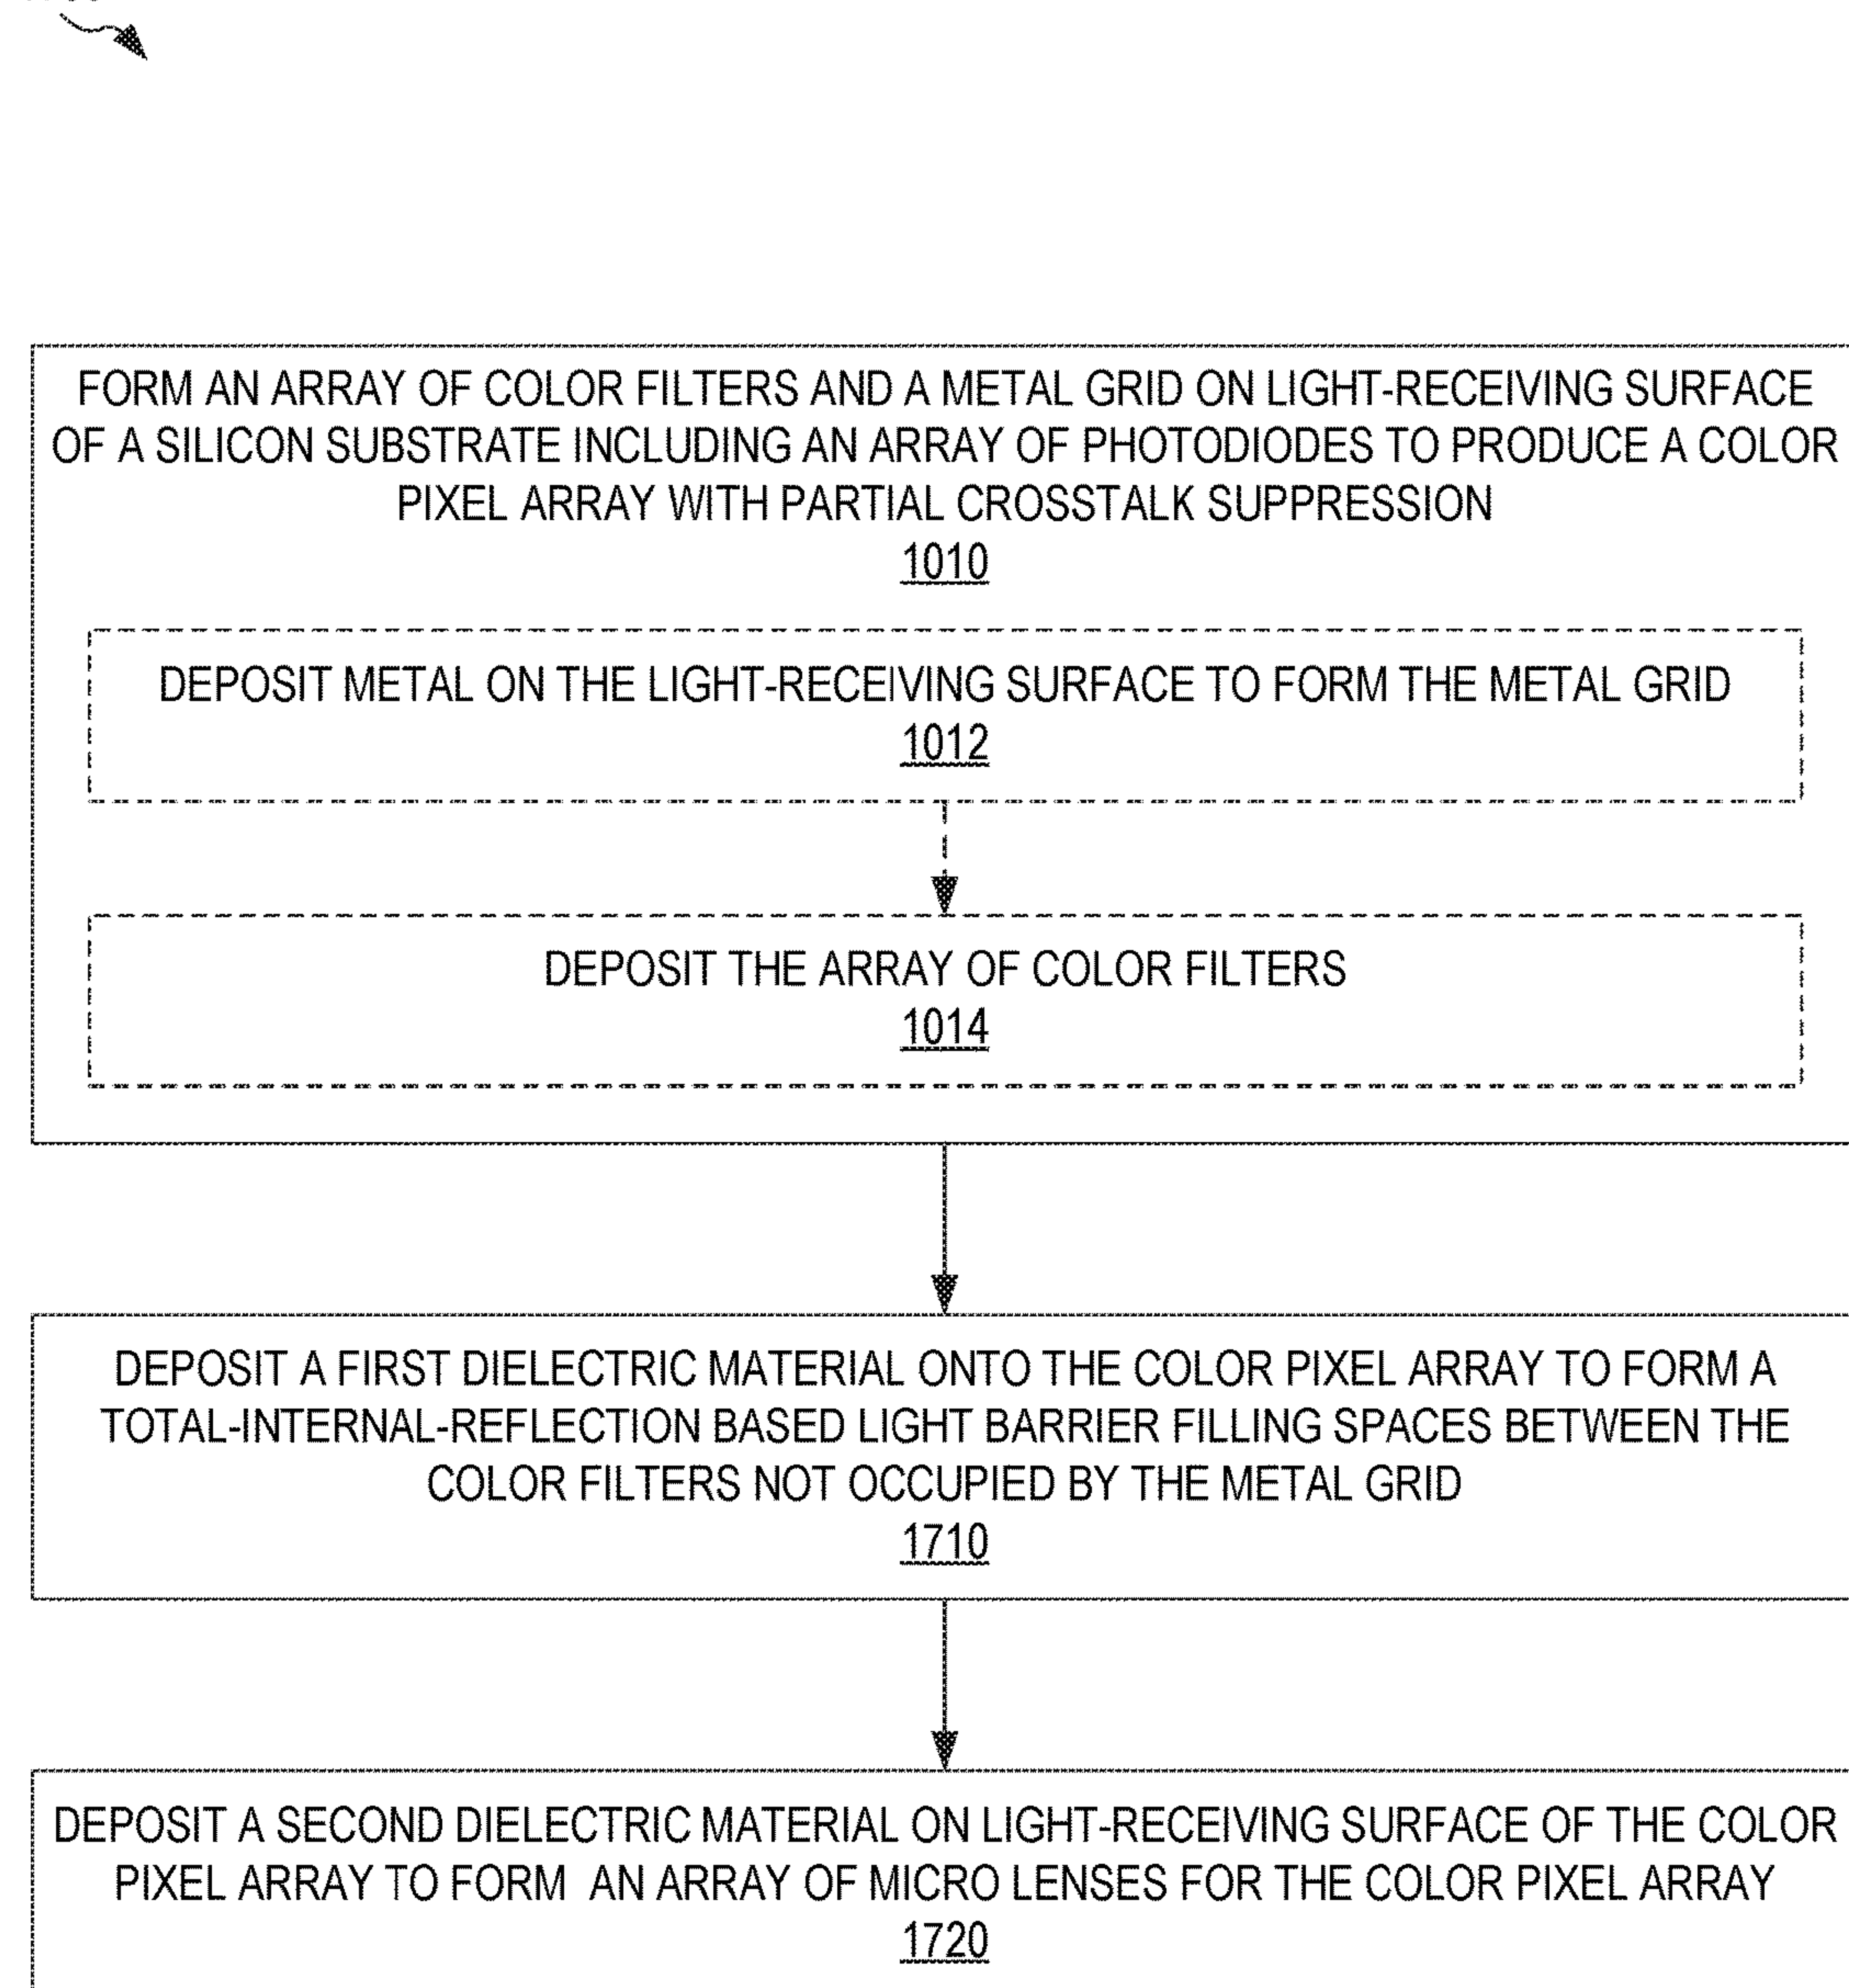 FORM AN ARRAY OF COLOR FILTERS AND A METAL GRID ON LIGHT-RECEIVING SURFACE
OF A SILICON SUBSTRATE INCLUDING AN ARRAY OF PHOTODIODES TO PRODUCE A COLOR
PIXEL ARRAY WITH PARTIAL CROSSTALK SUPPRESSION
1010
DEPOSIT METAL ON THE LIGHT-RECEIVING SURFACE TO FORM THE METAL GRID
1012
DEPOSIT THE ARRAY OF COLOR FILTERS
1014
DEPOSIT A FIRST DIELECTRIC MATERIAL ONTO THE COLOR PIXEL ARRAY TO FORM A
TOTAL-INTERNAL-REFLECTION BASED LIGHT BARRIER FILLING SPACES BETWEEN THE
COLOR FILTERS NOT OCCUPIED BY THE METAL GRID
1710
DEPOSIT A SECOND DIELECTRIC MATERIAL ON LIGHT-RECEIVING SURFACE OF THE COLOR
PIXEL ARRAY TO FORM AN ARRAY OF MICRO LENSES FOR THE COLOR PIXEL ARRAY
1720